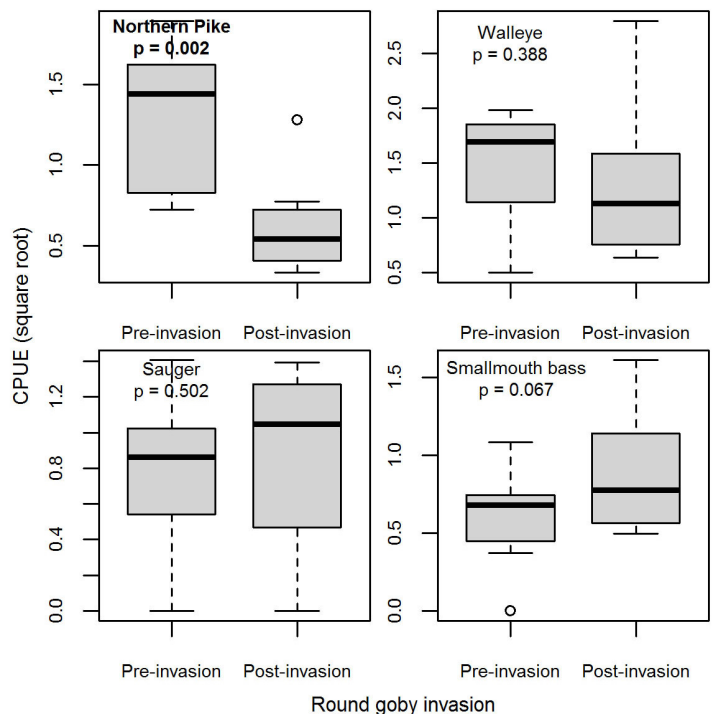 Northern Pike
p = 0.002
1.5
1.0
0.5
Pre-invasion Post-invasion
Walleye
p = 0.388
2.5
2.0
1.5
1.0
0.5
Pre-invasion Post-invasion
CPUE (square root)
Sauger
p = 0.502
1.2
0.8
0.4
0.0
Pre-invasion Post-invasion
Smallmouth bass
p = 0.067
1.5
1.0
0.5
0.0
Pre-invasion Post-invasion
Round goby invasion